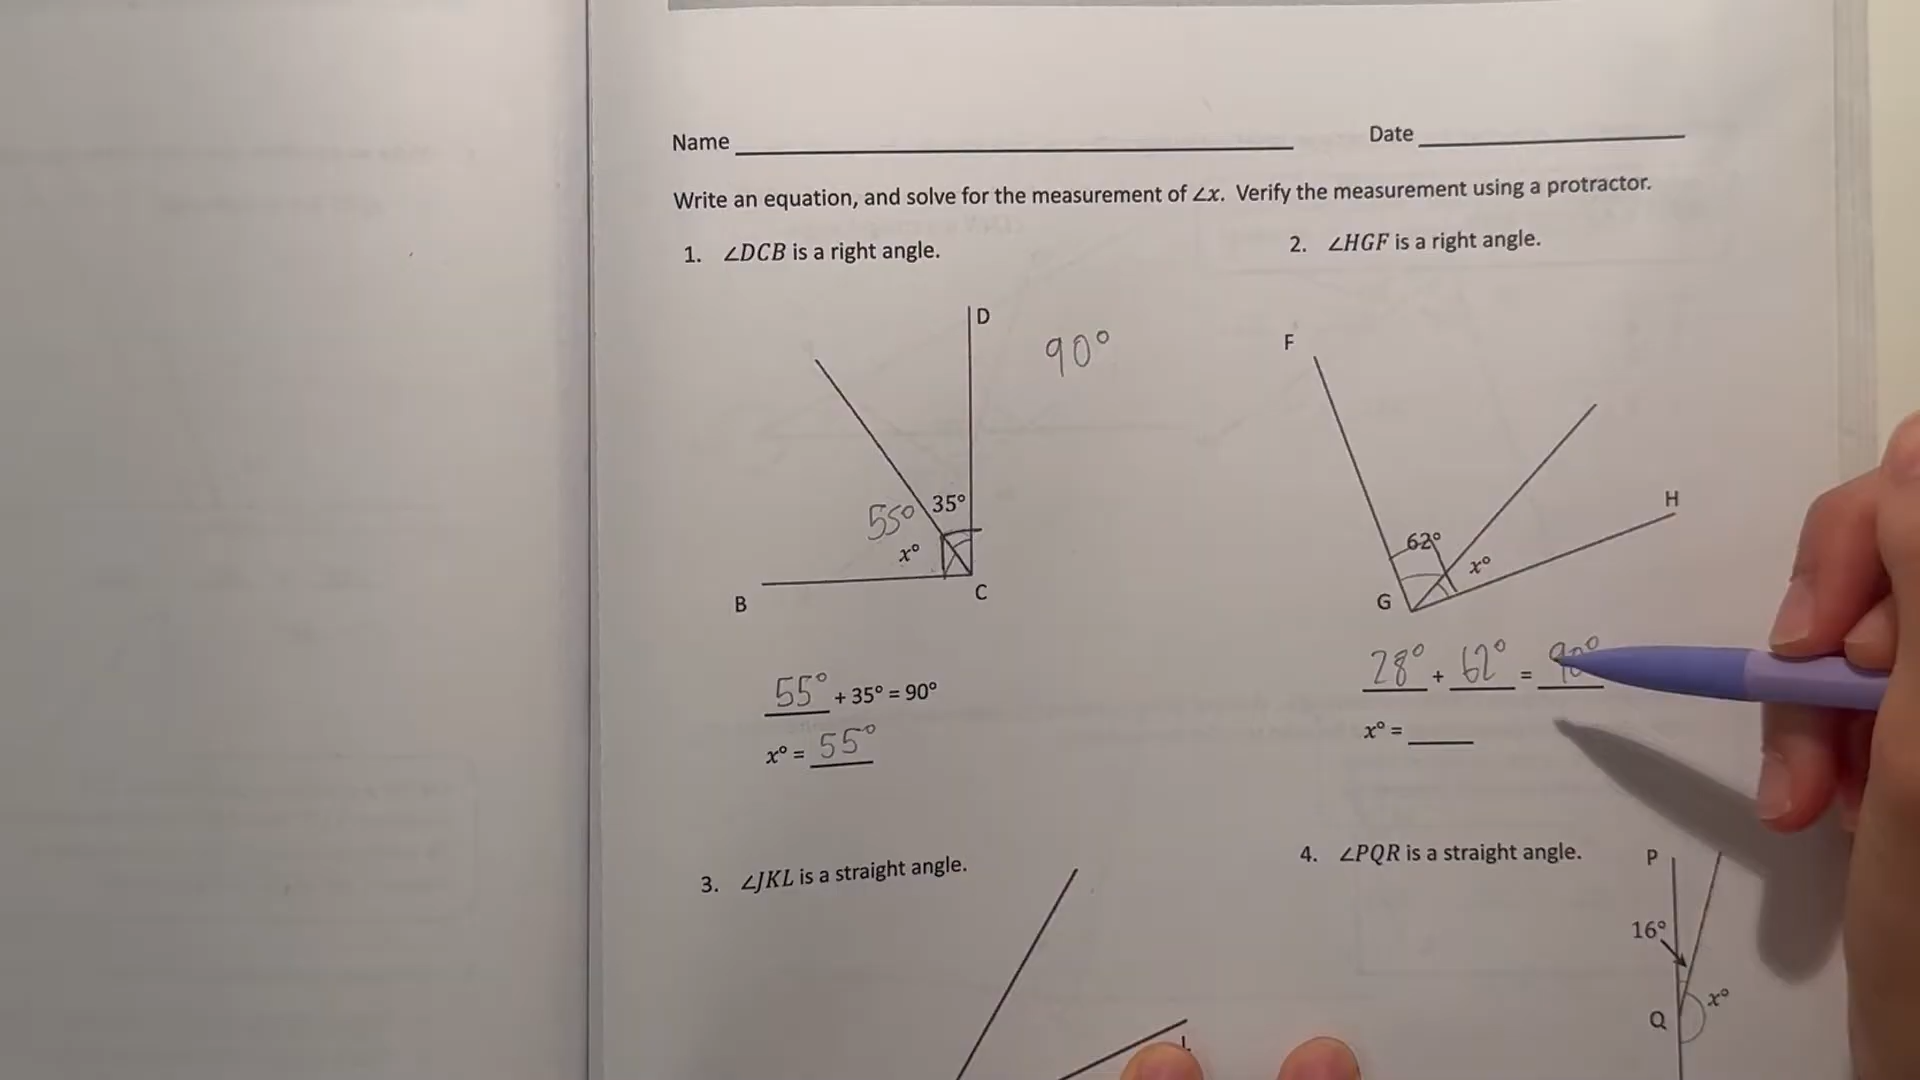 Name Date
Write an equation, and solve for the measurement of ∠x. Verify the measurement using a protractor.
1. ∠DCB is a right angle.
D
90°
55° 35°
x°
B
C
55° + 35° = 90°
x° = 55°
2. ∠HGF is a right angle.
F
H
62°
x°
G
28° + 62° = 90°
x° =
3. ∠JKL is a straight angle.
4. ∠PQR is a straight angle.
P
16°
x°
Q